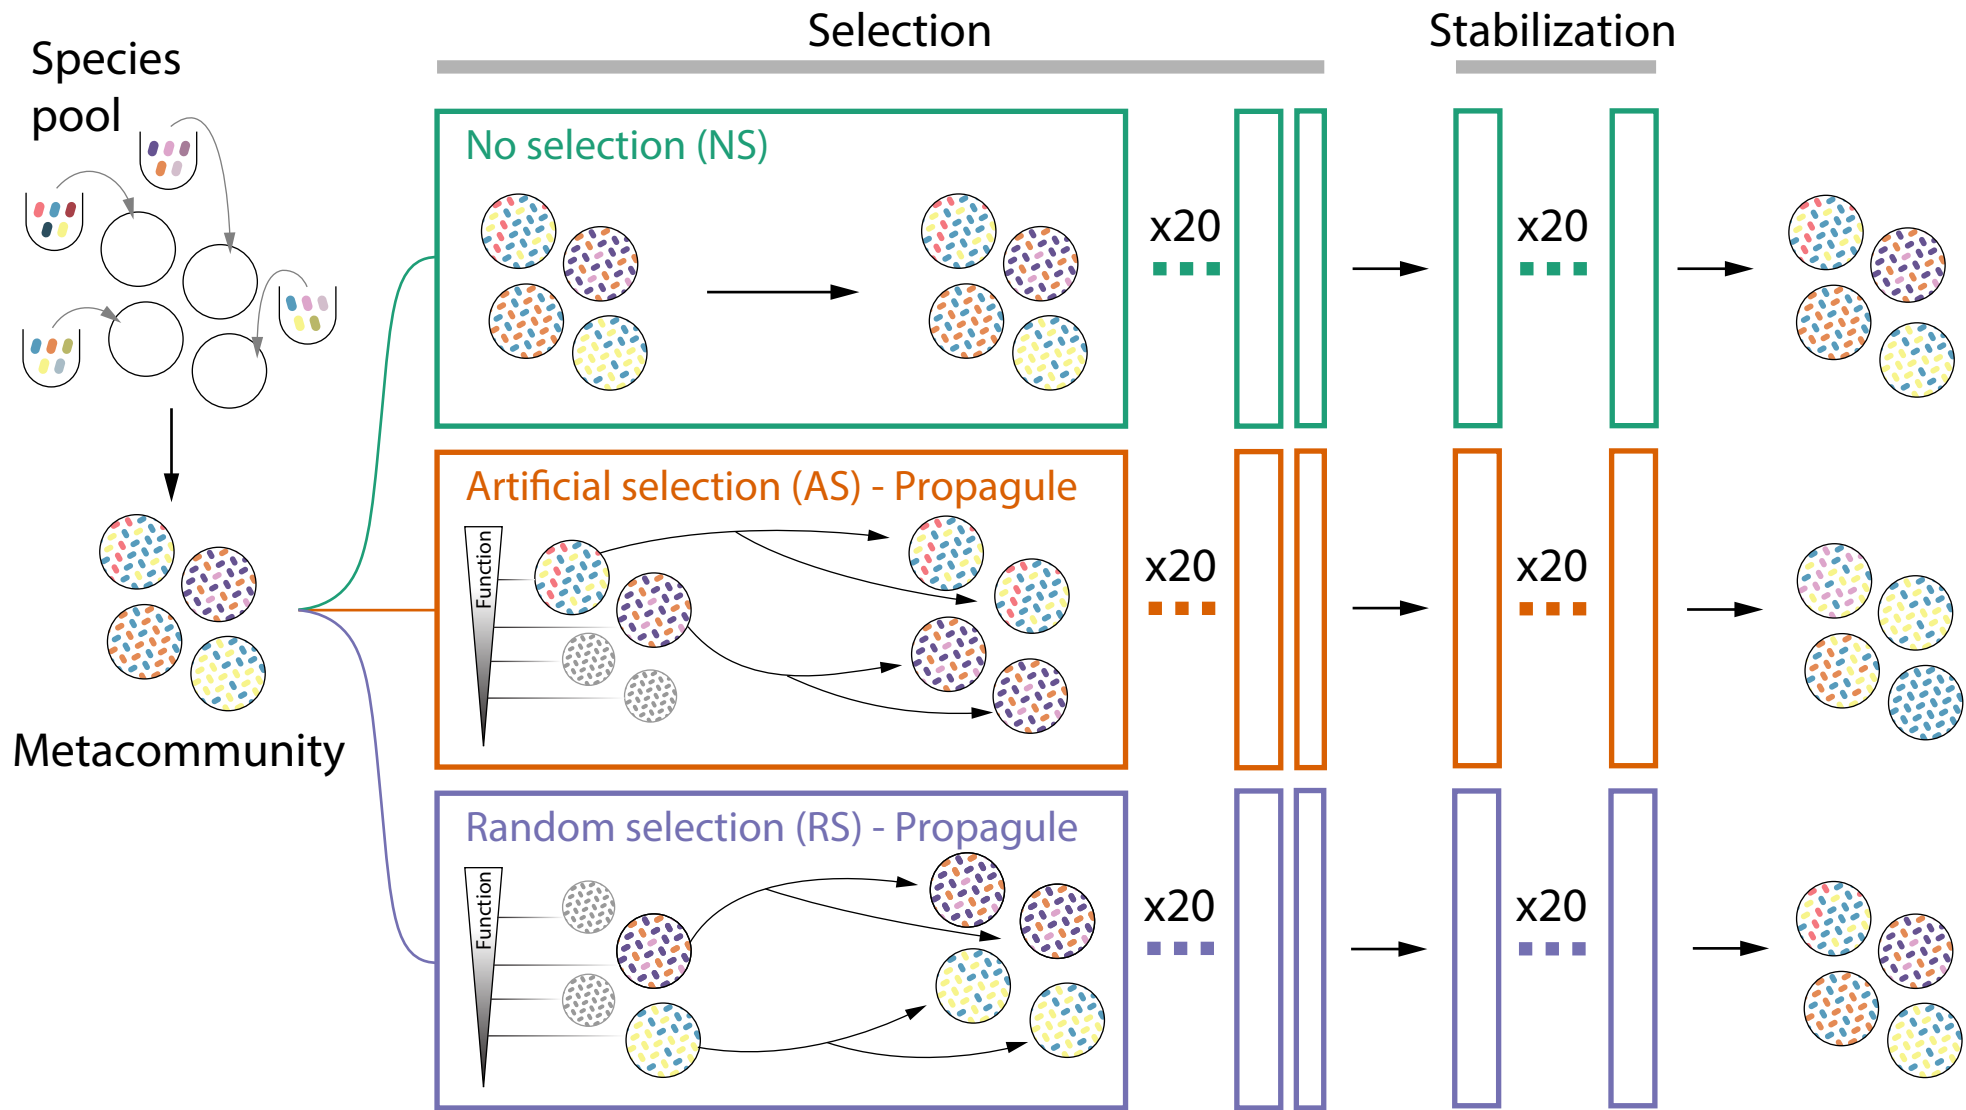 Selection
Stabilization
Species
pool
No selection (NS)
x20
x20
Artificial selection (AS) - Propagule
Function
x20
x20
Metacommunity
Random selection (RS) - Propagule
Function
x20
x20